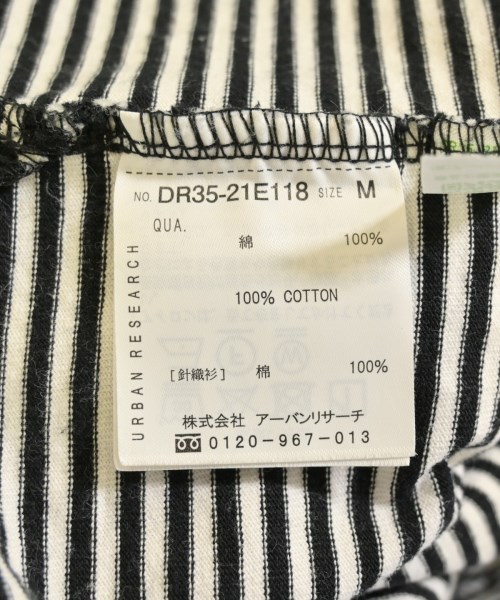 NO. DR35-21E118 SIZE M
QUA.
綿 100%
100% COTTON
[針織衫] 棉 100%
URBAN RESEARCH
株式会社 アーバンリサーチ
0120-967-013